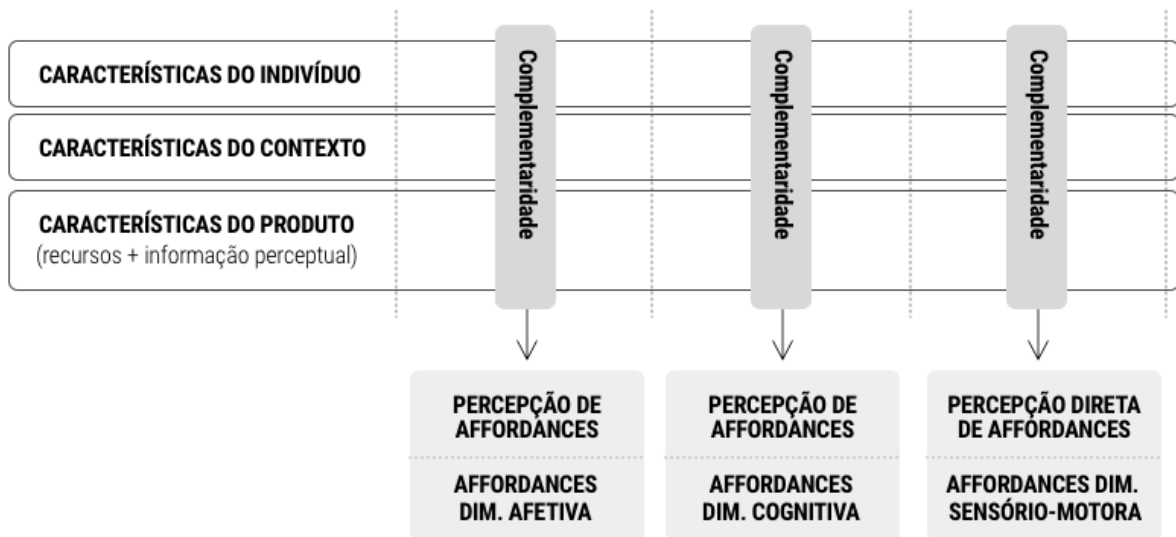 CARACTERÍSTICAS DO INDIVÍDUO
CARACTERÍSTICAS DO CONTEXTO
CARACTERÍSTICAS DO PRODUTO
(recursos + informação perceptual)
Complementaridade
Complementaridade
Complementaridade
PERCEPÇÃO DE
AFFORDANCES
AFFORDANCES
DIM. AFETIVA
PERCEPÇÃO DE
AFFORDANCES
AFFORDANCES
DIM. COGNITIVA
PERCEPÇÃO DIRETA
DE AFFORDANCES
AFFORDANCES DIM.
SENSÓRIO-MOTORA